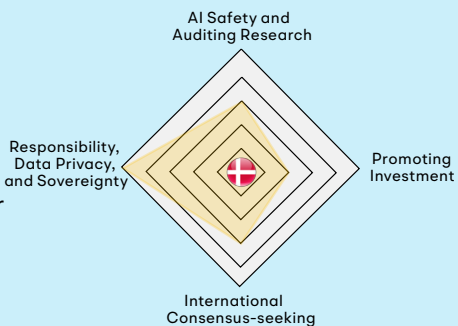 AI Safety and
Auditing Research
Responsibility,
Data Privacy,
and Sovereignty
Promoting
Investment
International
Consensus-seeking